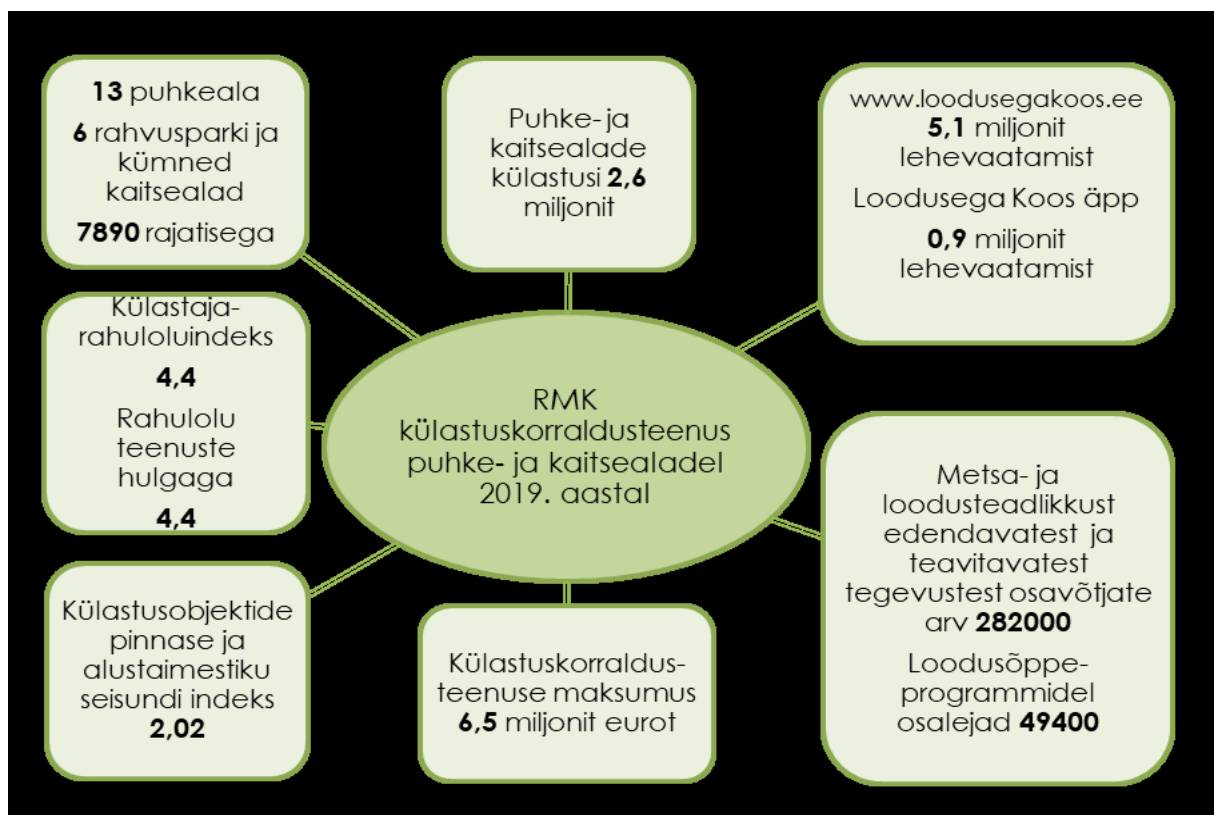 13 puhkeala
6 rahvusparki ja
kümned
kaitsealad
7890 rajatisega
Puhke- ja
kaitsealade
külastusi 2,6
miljonit
www.loodusegakoos.ee
5,1 miljonit
lehevaatamist
Loodusega Koos äpp
0,9 miljonit
lehevaatamist
Külastaja-
rahuloluindeks
4,4
Rahulolu
teenuste
hulgaga
4,4
RMK
külastuskorraldusteenus
puhke- ja kaitsealadel
2019. aastal
Metsa- ja
loodusteadlikkust
edendavatest ja
teavitavatest
tegevustest osavõtjate
arv 282000
Loodusõppe-
programmidel
osalejad 49400
Külastusobjektide
pinnase ja
alustaimestiku
seisundi indeks
2,02
Külastuskorraldus-
teenuse maksumus
6,5 miljonit eurot